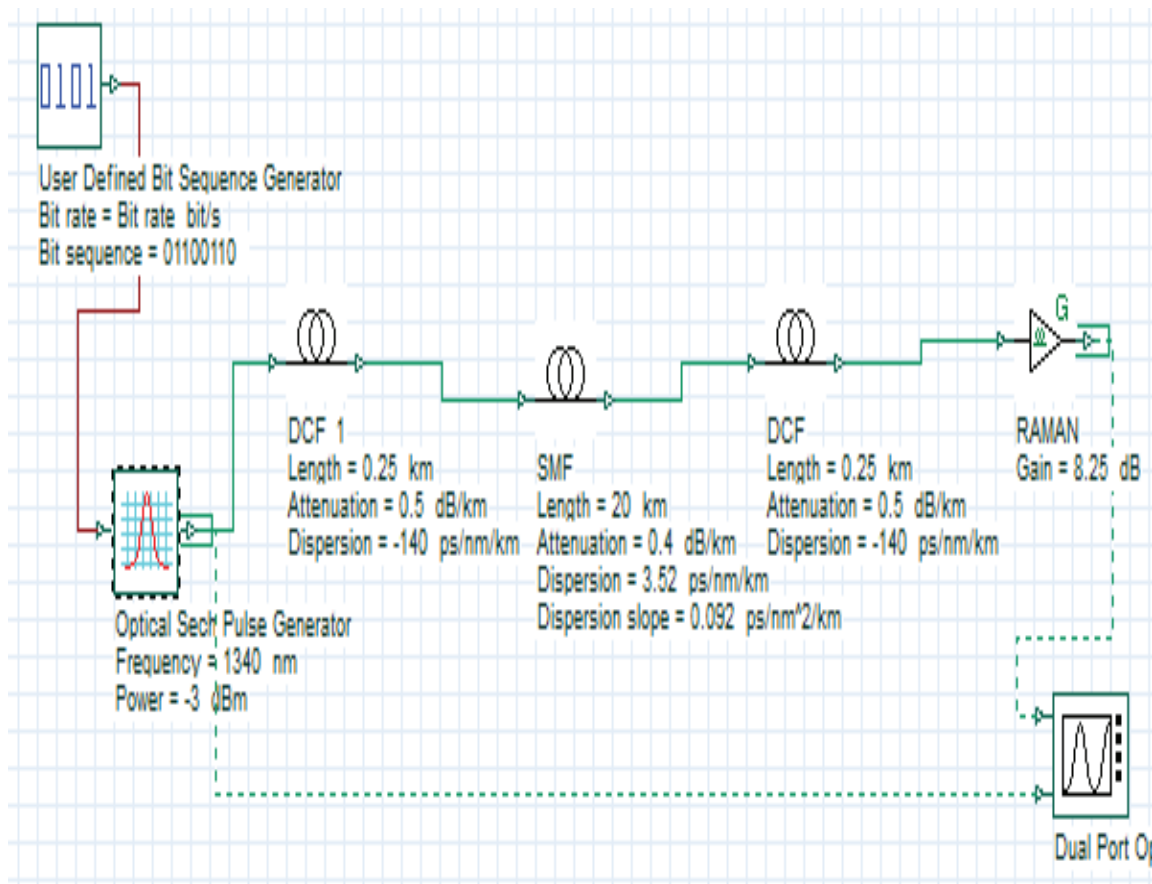 0101
User Defined Bit Sequence Generator
Bit rate = Bit rate bit/s
Bit sequence = 01100110
DCF 1
Length = 0.25 km
Attenuation = 0.5 dB/km
Dispersion = -140 ps/nm/km
SMF
Length = 20 km
Attenuation = 0.4 dB/km
Dispersion = 3.52 ps/nm/km
Dispersion slope = 0.092 ps/nm^2/km
DCF
Length = 0.25 km
Attenuation = 0.5 dB/km
Dispersion = -140 ps/nm/km
G
RAMAN
Gain = 8.25 dB
Optical Sech Pulse Generator
Frequency = 1340 nm
Power = -3 dBm
Dual Port Op